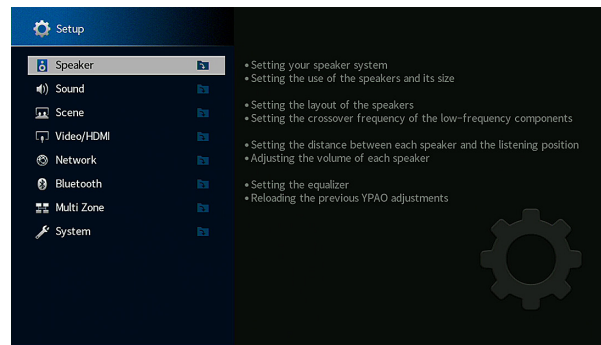 Setup
Speaker
Sound
Scene
Video/HDMI
Network
Bluetooth
Multi Zone
System
• Setting your speaker system
• Setting the use of the speakers and its size
• Setting the layout of the speakers
• Setting the crossover frequency of the low-frequency components
• Setting the distance between each speaker and the listening position
• Adjusting the volume of each speaker
• Setting the equalizer
• Reloading the previous YPAO adjustments